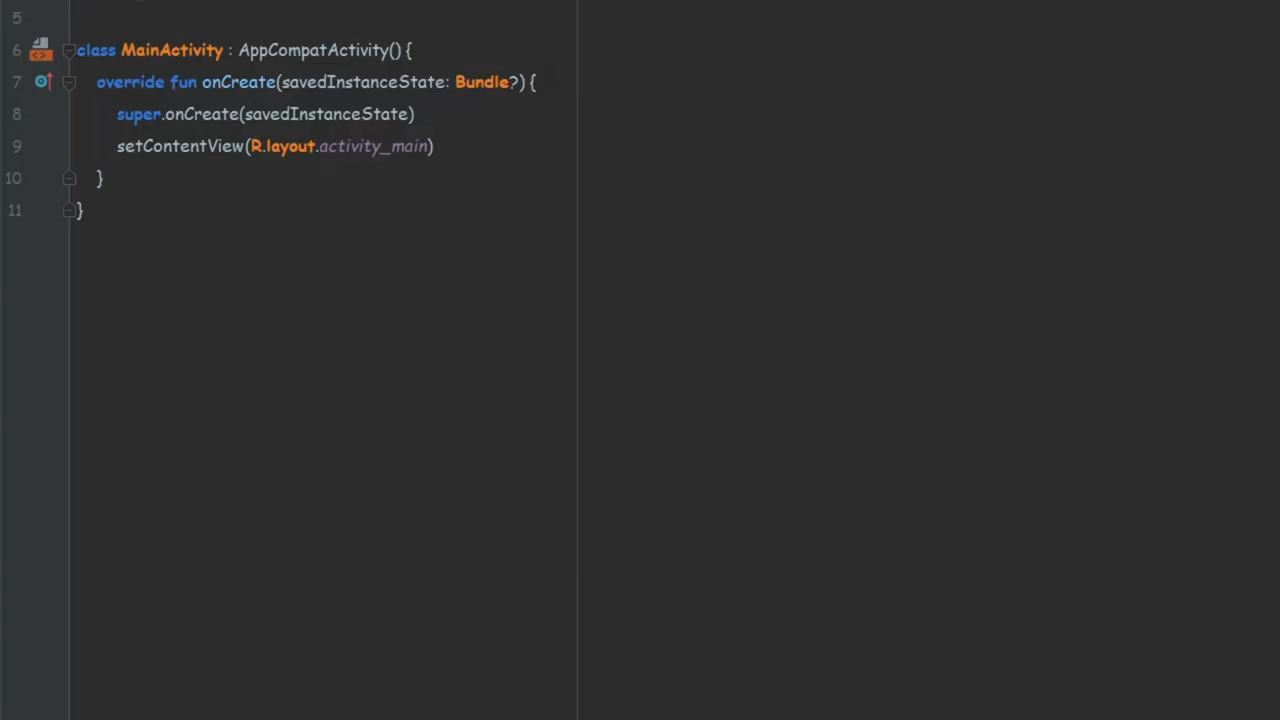 5
6 class MainActivity : AppCompatActivity() {
7 override fun onCreate(savedInstanceState: Bundle?) {
8 super.onCreate(savedInstanceState)
9 setContentView(R.layout.activity_main)
10 }
11 }